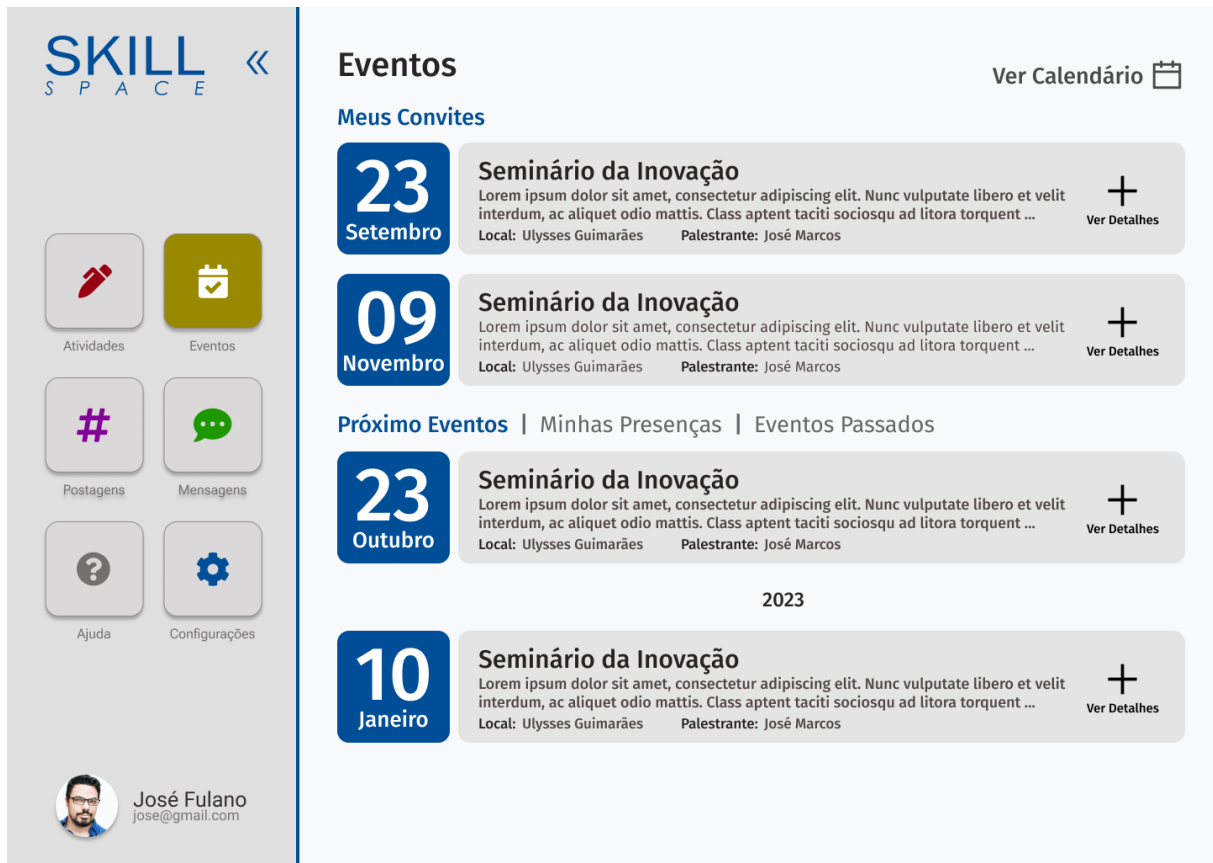 SKILL
SPACE
Atividades
Eventos
Postagens
Mensagens
Ajuda
Configurações
José Fulano
jose@gmail.com
Eventos
Ver Calendário
Meus Convites
23
Setembro
Seminário da Inovação
Lorem ipsum dolor sit amet, consectetur adipiscing elit. Nunc vulputate libero et velit
interdum, ac aliquet odio mattis. Class aptent taciti sociosqu ad litora torquent ...
Local: Ulysses Guimarães Palestrante: José Marcos
Ver Detalhes
09
Novembro
Seminário da Inovação
Lorem ipsum dolor sit amet, consectetur adipiscing elit. Nunc vulputate libero et velit
interdum, ac aliquet odio mattis. Class aptent taciti sociosqu ad litora torquent ...
Local: Ulysses Guimarães Palestrante: José Marcos
Ver Detalhes
Próximo Eventos | Minhas Presenças | Eventos Passados
23
Outubro
Seminário da Inovação
Lorem ipsum dolor sit amet, consectetur adipiscing elit. Nunc vulputate libero et velit
interdum, ac aliquet odio mattis. Class aptent taciti sociosqu ad litora torquent ...
Local: Ulysses Guimarães Palestrante: José Marcos
Ver Detalhes
2023
10
Janeiro
Seminário da Inovação
Lorem ipsum dolor sit amet, consectetur adipiscing elit. Nunc vulputate libero et velit
interdum, ac aliquet odio mattis. Class aptent taciti sociosqu ad litora torquent ...
Local: Ulysses Guimarães Palestrante: José Marcos
Ver Detalhes